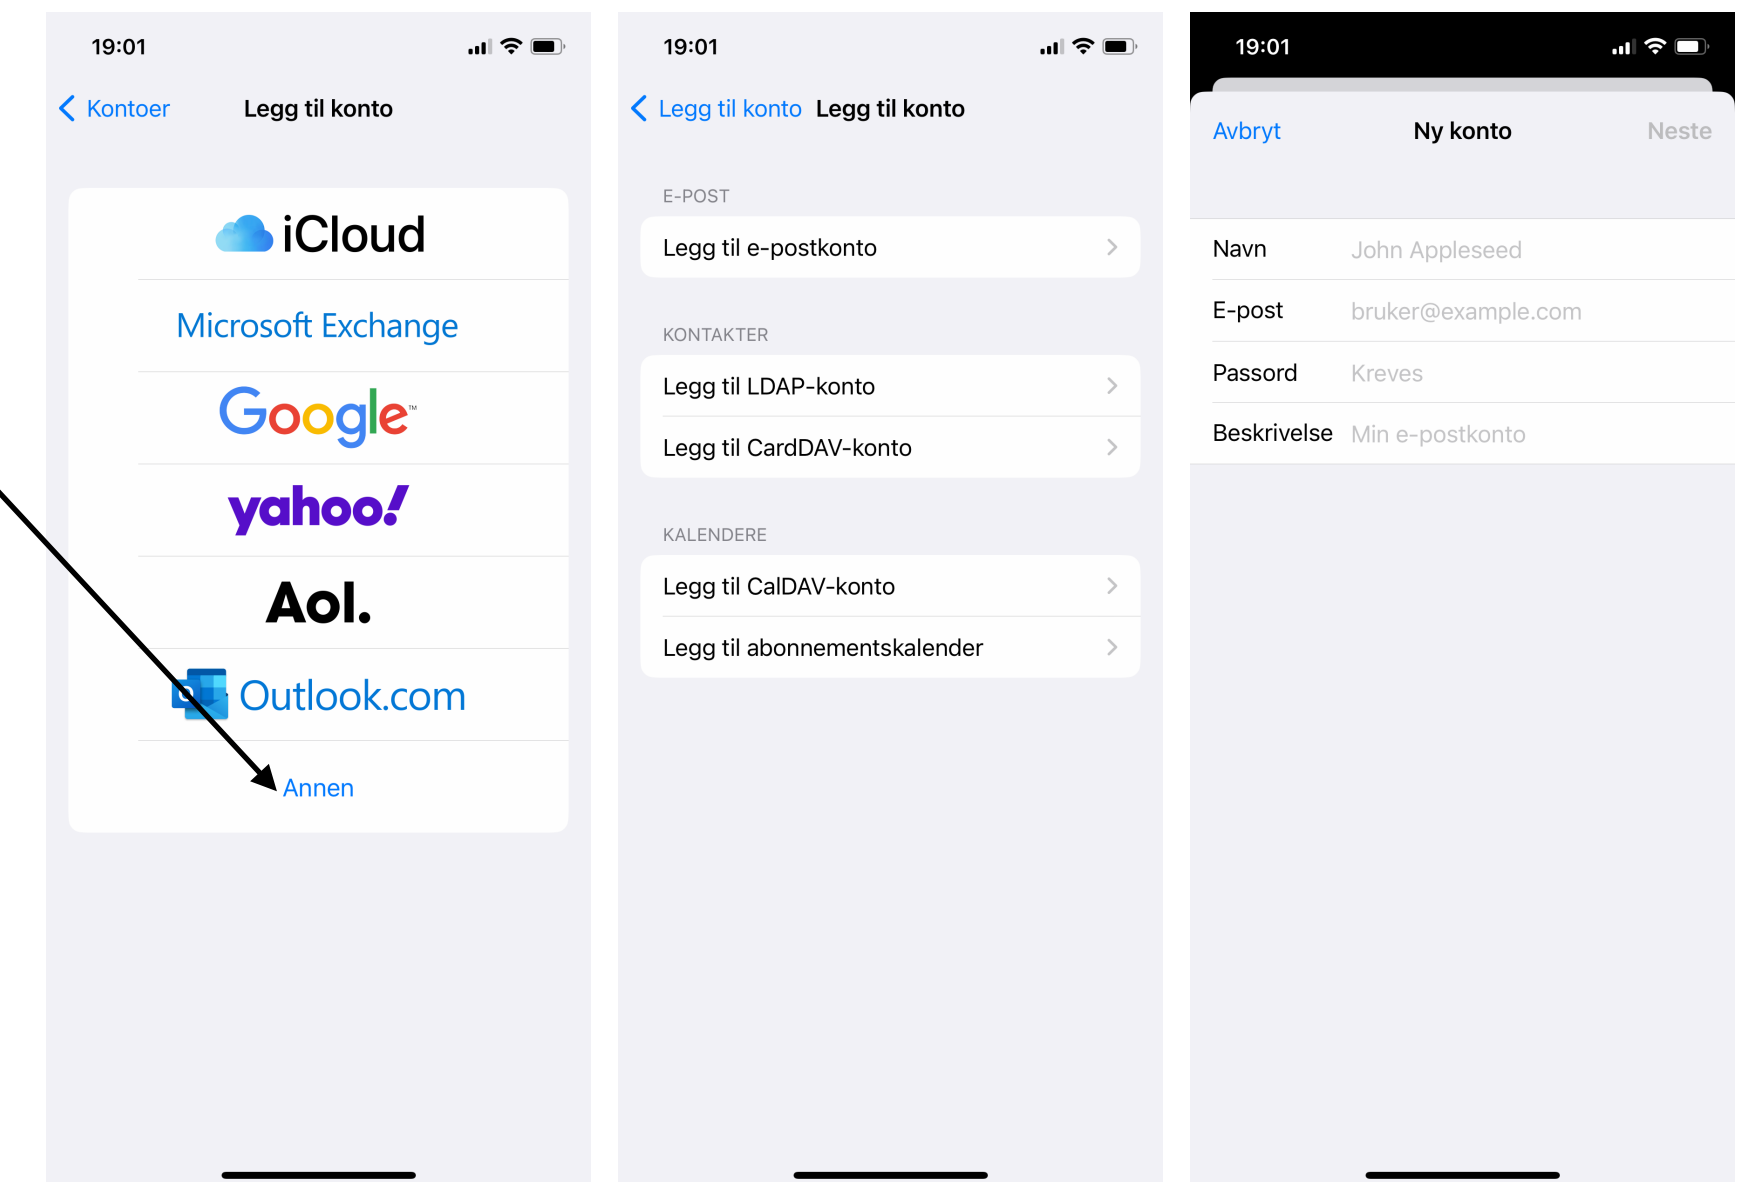 19:01
Kontoer
Legg til konto
iCloud
Microsoft Exchange
Google™
yahoo!
Aol.
Outlook.com
Annen
19:01
Legg til konto Legg til konto
E-POST
Legg til e-postkonto
KONTAKTER
Legg til LDAP-konto
Legg til CardDAV-konto
KALENDERE
Legg til CalDAV-konto
Legg til abonnementskalender
19:01
Avbryt Ny konto Neste
Navn John Appleseed
E-post bruker@example.com
Passord Kreves
Beskrivelse Min e-postkonto